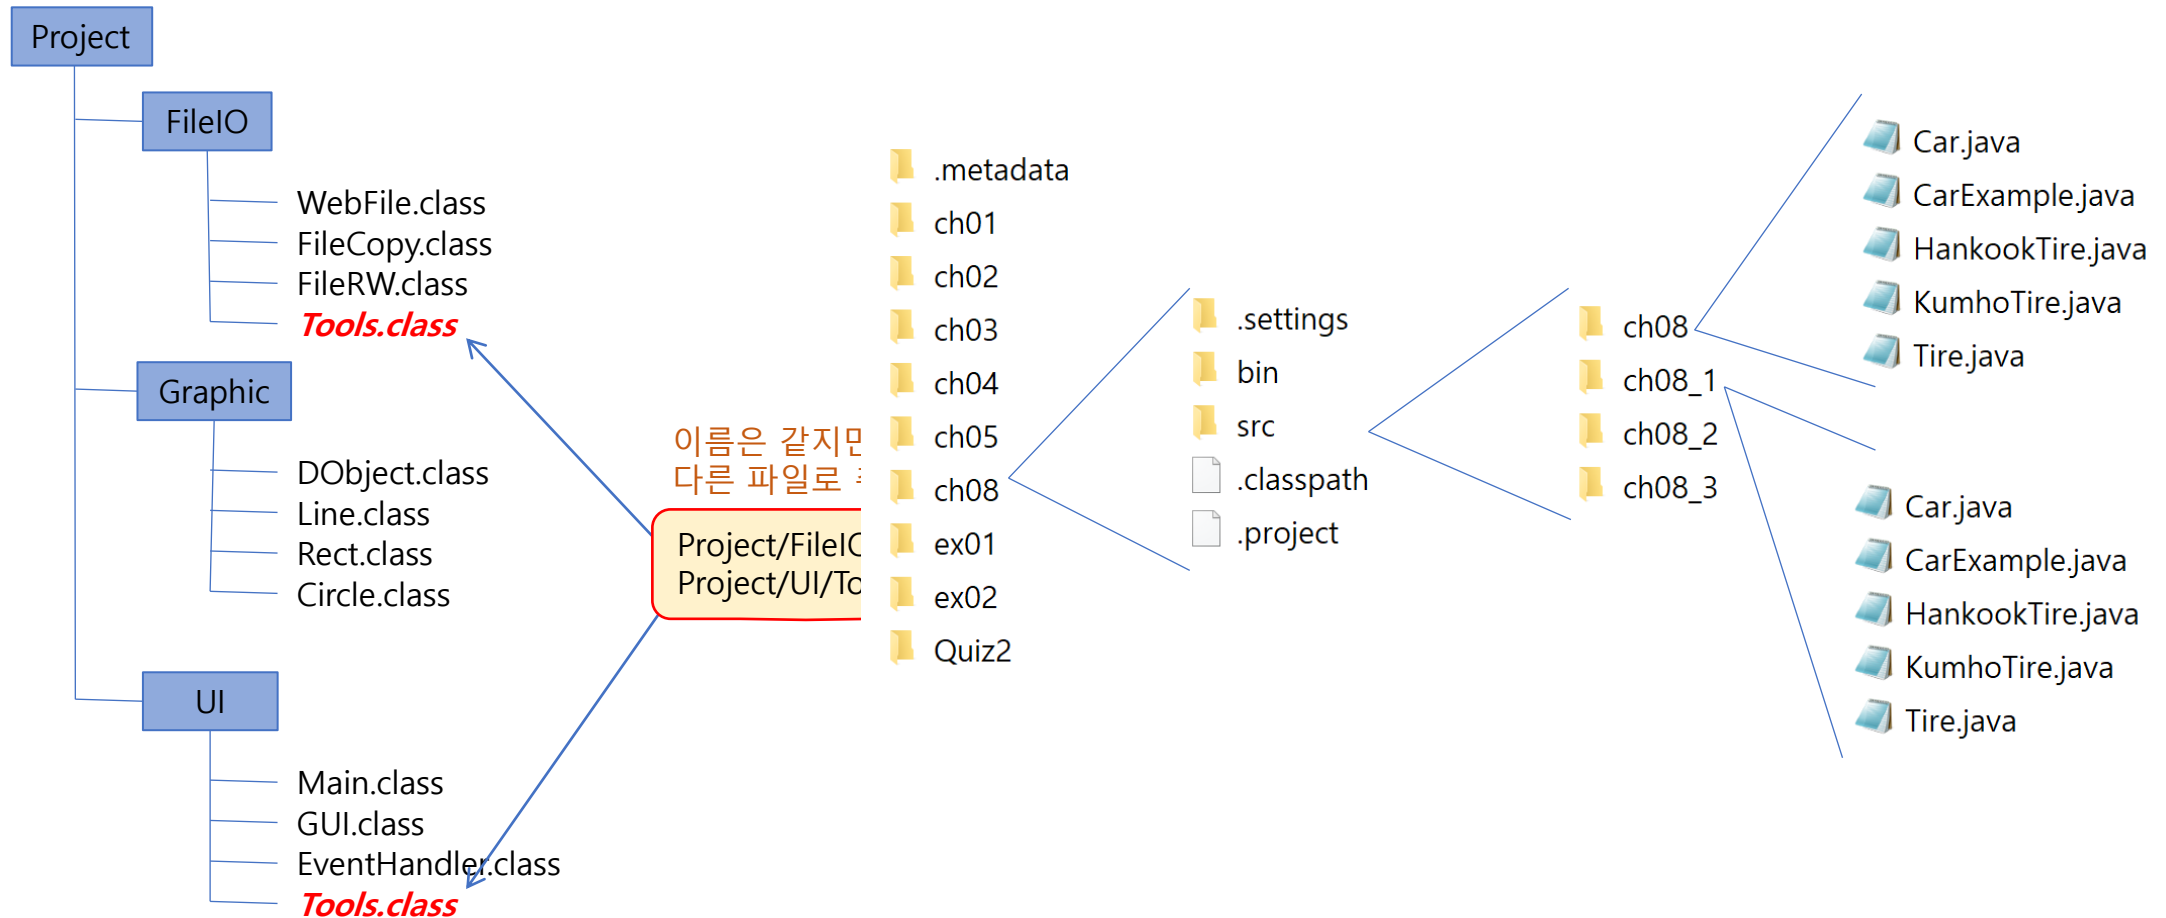 Project
FileIO
WebFile.class
FileCopy.class
FileRW.class
Tools.class
Graphic
DObject.class
Line.class
Rect.class
Circle.class
UI
Main.class
GUI.class
EventHandler.class
Tools.class
이름은 같지만
다른 파일로
Project/FileIO
Project/UI/To
.metadata
ch01
ch02
ch03
ch04
ch05
ch08
ex01
ex02
Quiz2
.settings
bin
src
.classpath
.project
ch08
ch08_1
ch08_2
ch08_3
Car.java
CarExample.java
HankookTire.java
KumhoTire.java
Tire.java
Car.java
CarExample.java
HankookTire.java
KumhoTire.java
Tire.java